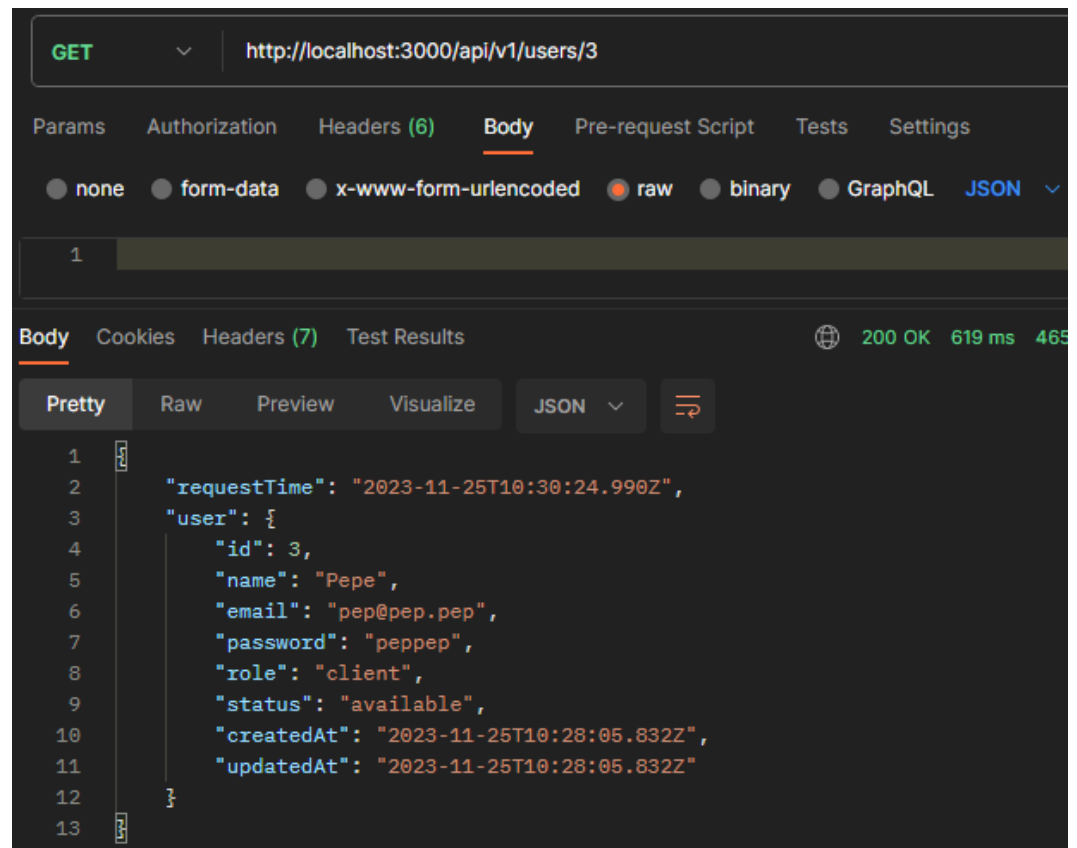 GET http://localhost:3000/api/v1/users/3
Params Authorization Headers (6) Body Pre-request Script Tests Settings
none form-data x-www-form-urlencoded raw binary GraphQL JSON
1
Body Cookies Headers (7) Test Results 200 OK 619 ms 465
Pretty Raw Preview Visualize JSON
1 {
2 "requestTime": "2023-11-25T10:30:24.990Z",
3 "user": {
4 "id": 3,
5 "name": "Pepe",
6 "email": "pep@pep.pep",
7 "password": "peppep",
8 "role": "client",
9 "status": "available",
10 "createdAt": "2023-11-25T10:28:05.832Z",
11 "updatedAt": "2023-11-25T10:28:05.832Z"
12 }
13 }